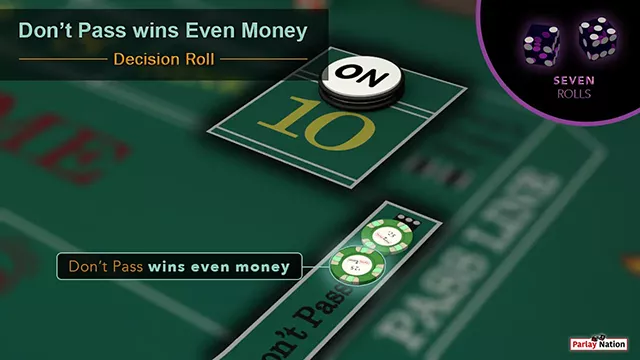 Don't Pass wins Even Money
Decision Roll
SEVEN
ROLLS
ON
10
ME
Don't Pass wins even money
Don't Pass
PASS LINE
Parlay Nation